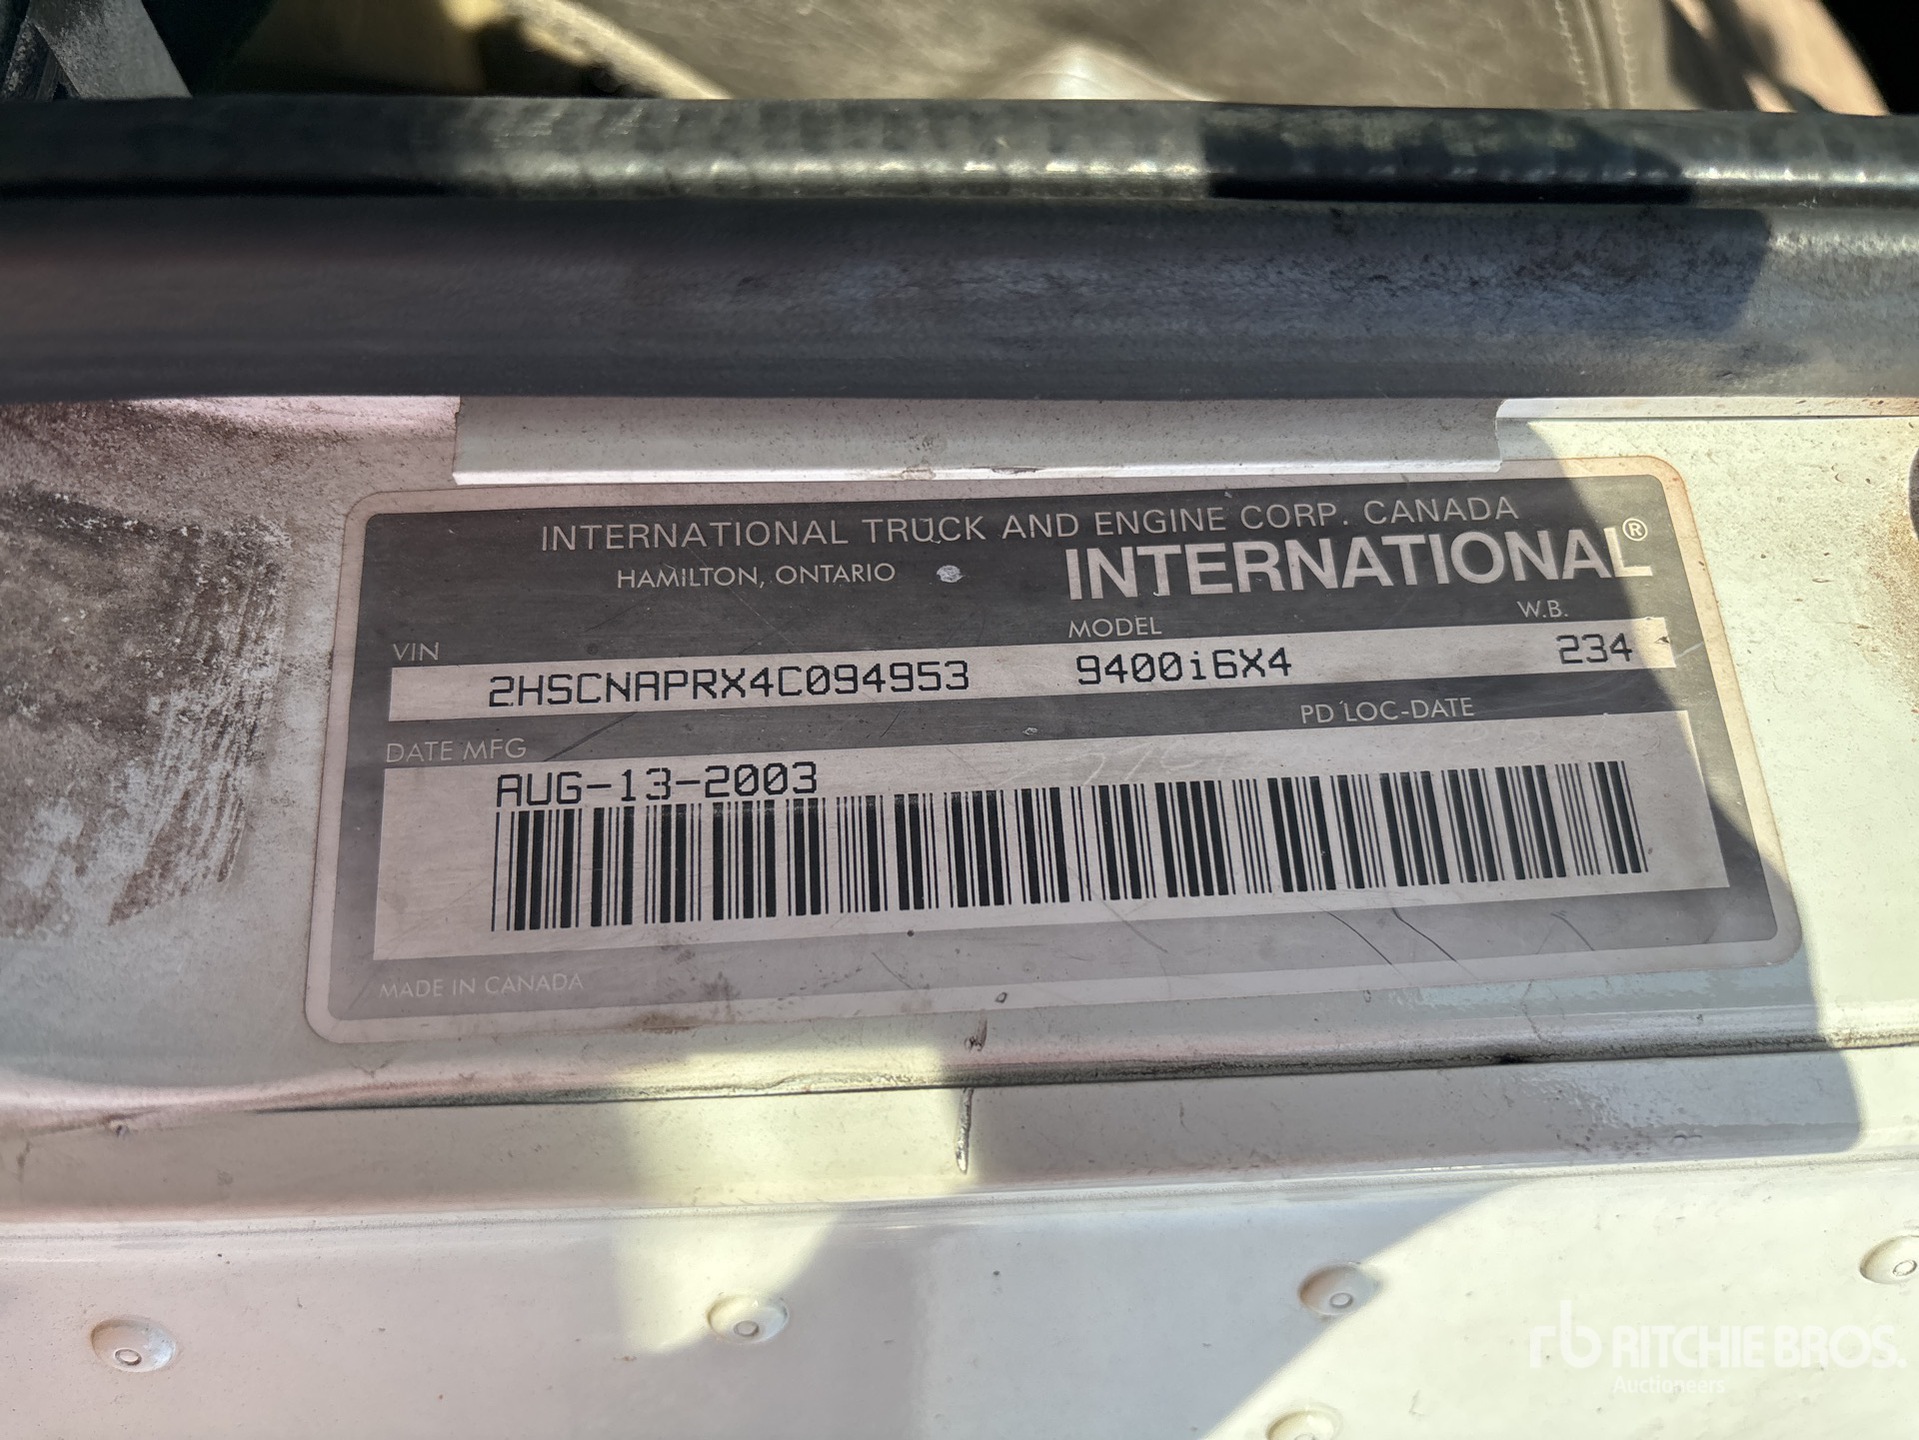 INTERNATIONAL TRUCK AND ENGINE CORP. CANADA
HAMILTON, ONTARIO
INTERNATIONAL®
VIN
MODEL
W.B.
2HSCNAPRX4C094953
9400i6X4
234
DATE MFG
PD LOC-DATE
AUG-13-2003
MADE IN CANADA
rb RITCHIE BROS.
Auctioneers